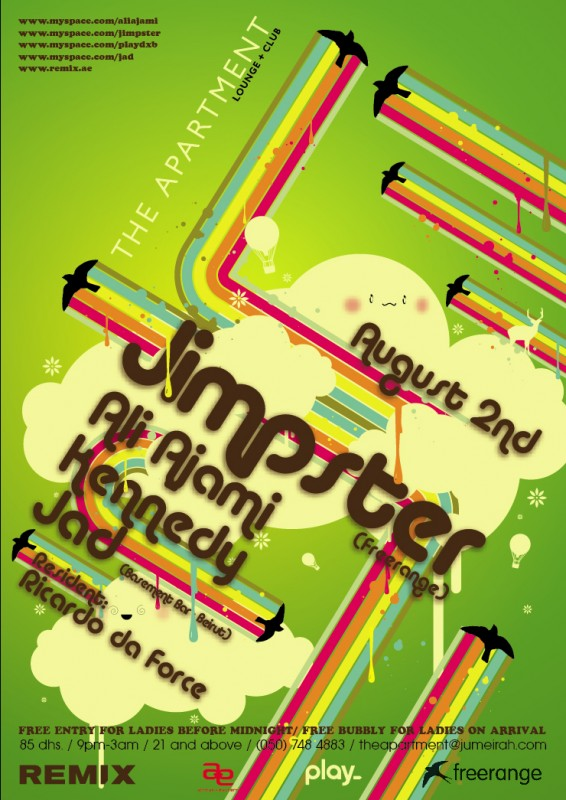 www.myspace.com/aliajami
www.myspace.com/jimpster
www.myspace.com/playdxb
www.myspace.com/jad
www.remix.ae
THE APARTMENT
LOUNGE + CLUB
August 2nd
Jimpster
(Freerange)
Ali Ajami
Kennedy
Jad
(Basement Bar Beirut)
Resident:
Ricardo da Force
FREE ENTRY FOR LADIES BEFORE MIDNIGHT/ FREE BUBBLY FOR LADIES ON ARRIVAL
85 dhs. / 9pm-3am / 21 and above / (050) 748 4883 / theapartment@jumeirah.com
REMIX
ae
play_
freerange